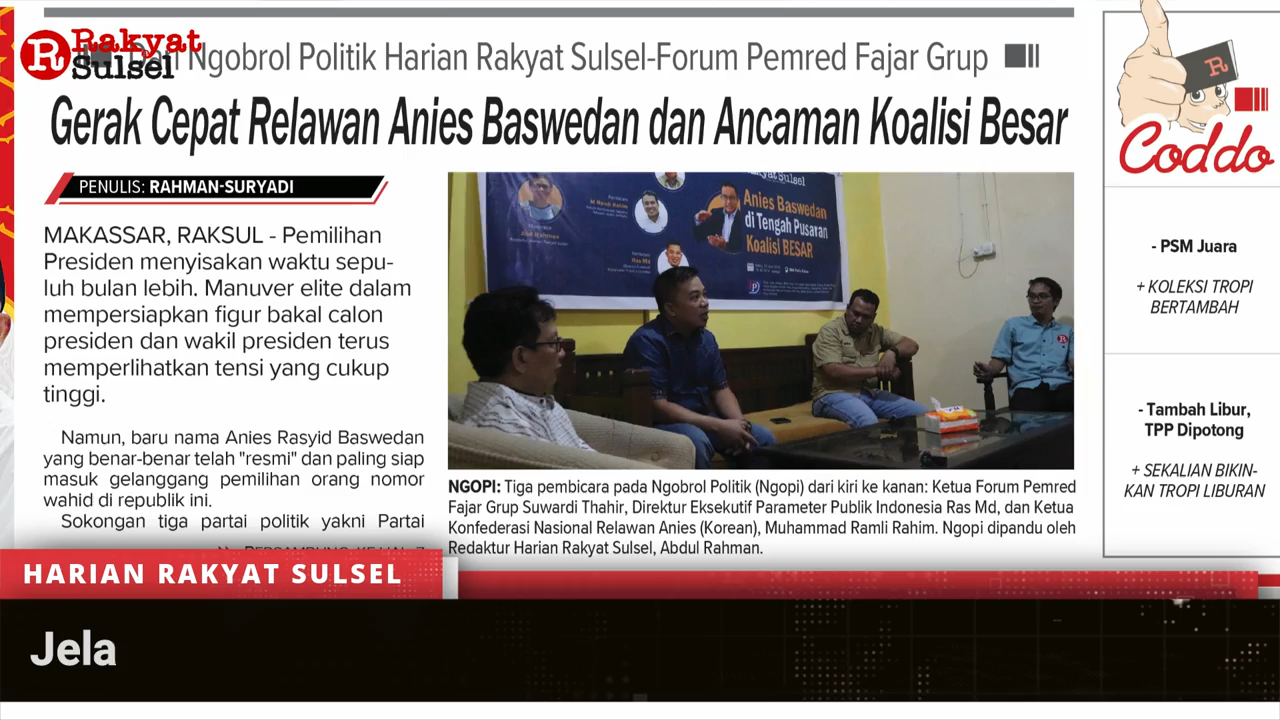 Rakyat
Sulsel
Ngobrol Politik Harian Rakyat Sulsel-Forum Pemred Fajar Grup
Gerak Cepat Relawan Anies Baswedan dan Ancaman Koalisi Besar
PENULIS: RAHMAN-SURYADI
MAKASSAR, RAKSUL - Pemilihan
Presiden menyisakan waktu sepu-
luh bulan lebih. Manuver elite dalam
mempersiapkan figur bakal calon
presiden dan wakil presiden terus
memperlihatkan tensi yang cukup
tinggi.
Namun, baru nama Anies Rasyid Baswedan
yang benar-benar telah "resmi" dan paling siap
masuk gelanggang pemilihan orang nomor
wahid di republik ini.
Sokongan tiga partai politik yakni Partai
Rakyat Sulsel
Anies Baswedan
di Tengah Pusaran
Koalisi BESAR
NGOPI: Tiga pembicara pada Ngobrol Politik (Ngopi) dari kiri ke kanan: Ketua Forum Pemred
Fajar Grup Suwardi Thahir, Direktur Eksekutif Parameter Publik Indonesia Ras Md, dan Ketua
Konfederasi Nasional Relawan Anies (Korean), Muhammad Ramli Rahim. Ngopi dipandu oleh
Redaktur Harian Rakyat Sulsel, Abdul Rahman.
R
Coddo
- PSM Juara
+ KOLEKSI TROPI
BERTAMBAH
- Tambah Libur,
TPP Dipotong
+ SEKALIAN BIKIN-
KAN TROPI LIBURAN
HARIAN RAKYAT SULSEL
Jela